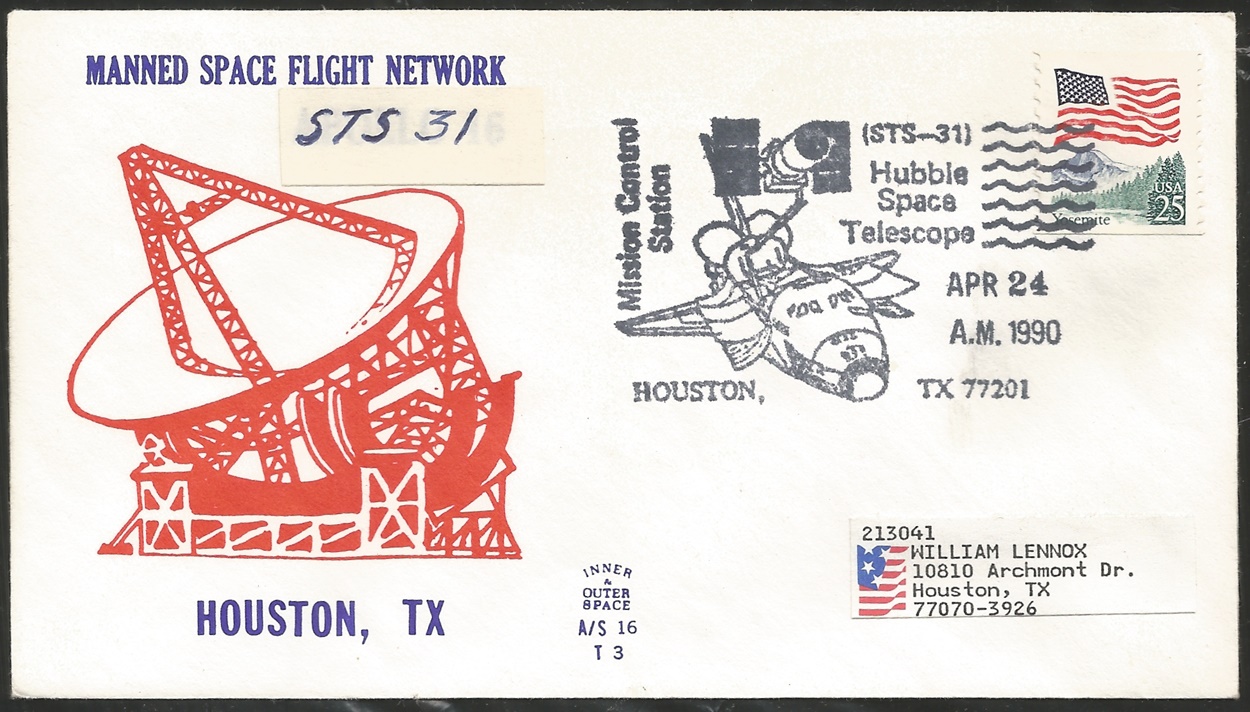 MANNED SPACE FLIGHT NETWORK
STS 31
Mission Control
Station
(STS-31)
Hubble
Space
Telescope
USA
25
Yosemite
APR 24
A.M. 1990
HOUSTON, TX 77201
213041
WILLIAM LENNOX
10810 Archmont Dr.
Houston, TX
77070-3926
INNER
&
OUTER
SPACE
A/S 16
T 3
HOUSTON, TX